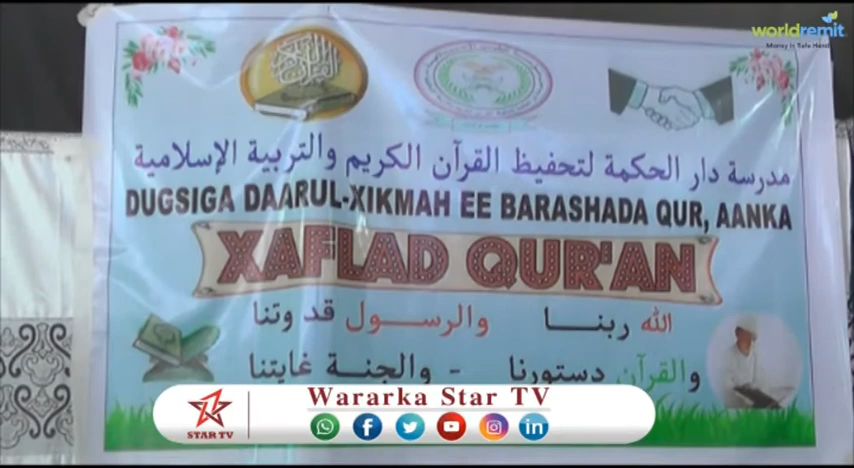 worldremit
Money in Safe Hand
مدرسة دار الحكمة لتحفيظ القرآن الكريم والتربية الإسلامية
DUGSIGA DAARUL-XIKMAH EE BARASHADA QUR,AANKA
XAFLAD QUR'AN
الله ربنا والرسول قدوتنا
والقرآن دستورنا - والجنة غايتنا
Wararka Star TV
STAR TV